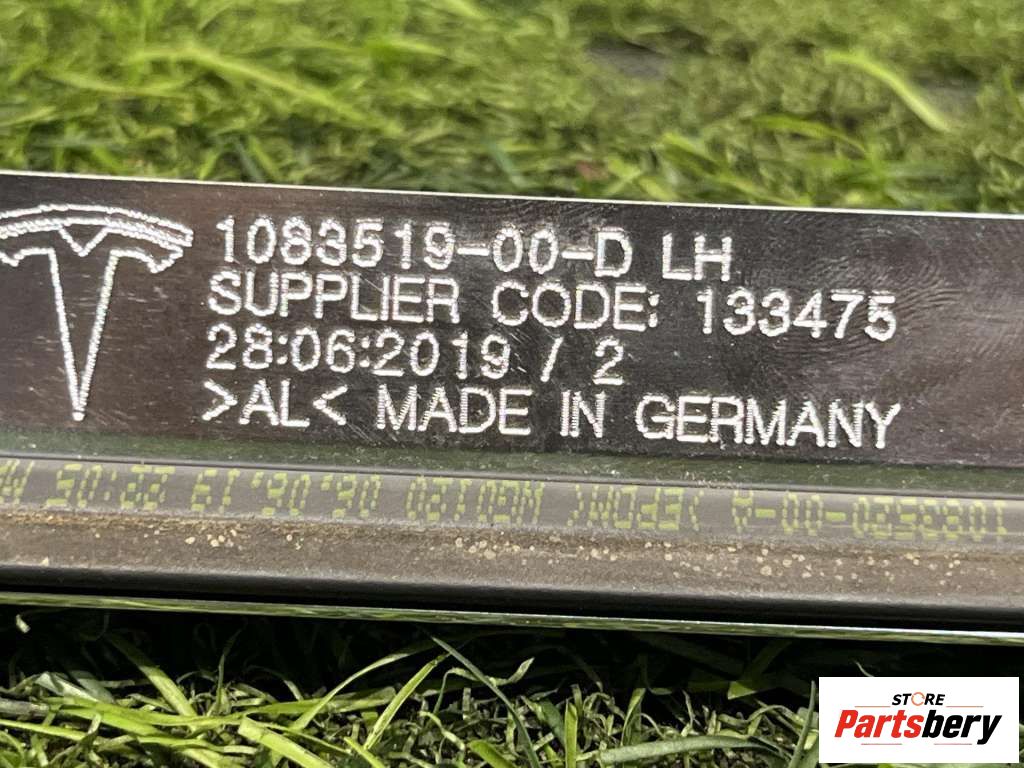 1083519-00-D LH
SUPPLIER CODE: 133475
28:06:2019 / 2
>AL< MADE IN GERMANY
STORE
Partsbery